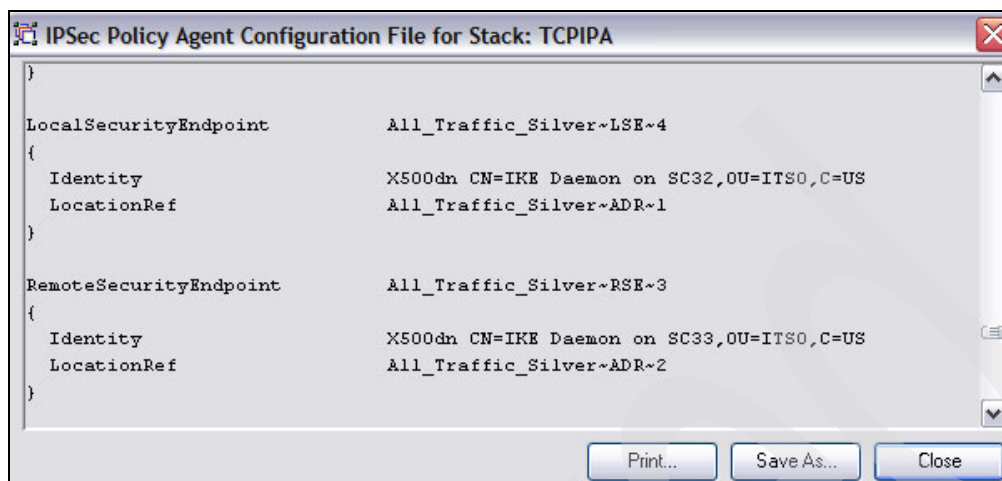 IPSec Policy Agent Configuration File for Stack: TCPIPA
}
LocalSecurityEndpoint All_Traffic_Silver~LSE~4
{
Identity X500dn CN=IKE Daemon on SC32,OU=ITSO,C=US
LocationRef All_Traffic_Silver~ADR~1
}
RemoteSecurityEndpoint All_Traffic_Silver~RSE~3
{
Identity X500dn CN=IKE Daemon on SC33,OU=ITSO,C=US
LocationRef All_Traffic_Silver~ADR~2
}
Print... Save As... Close